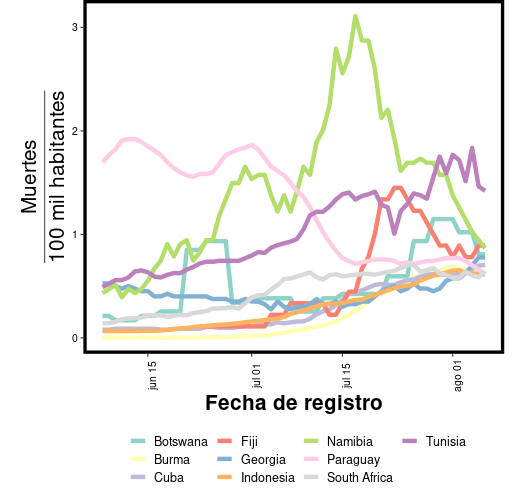 3
2
1
0
Muertes
100 mil habitantes
jun 15
jul 01
jul 15
ago 01
Fecha de registro
Botswana Fiji Namibia Tunisia
Burma Georgia Paraguay
Cuba Indonesia South Africa